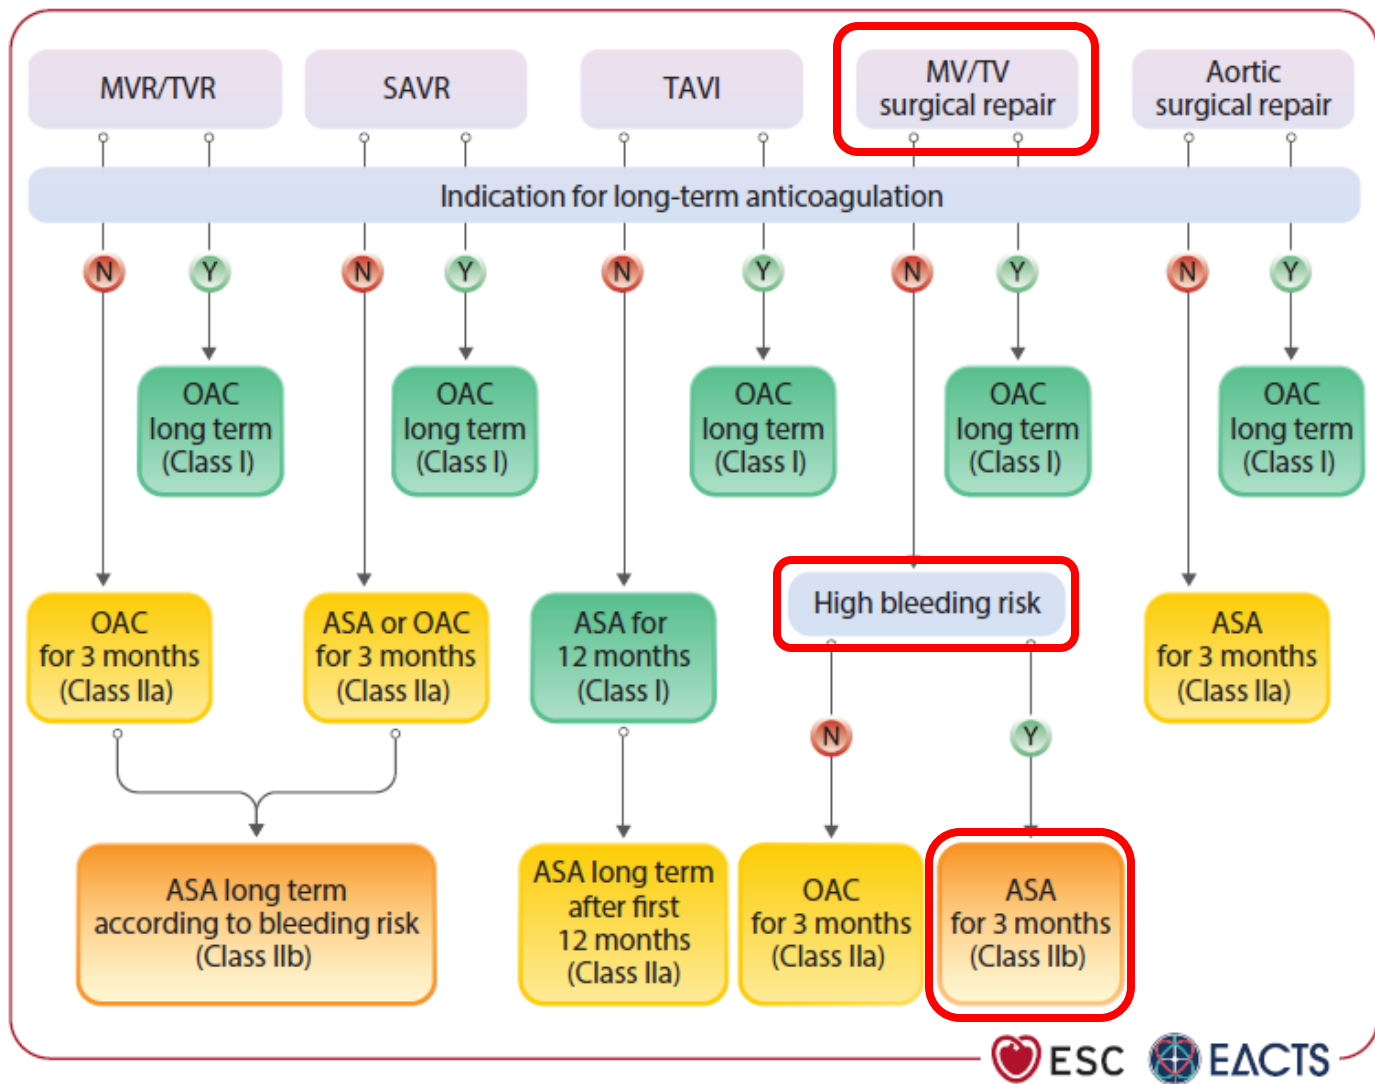 MVR/TVR
SAVR
TAVI
MV/TV
surgical repair
Aortic
surgical repair
Indication for long-term anticoagulation
N
Y
N
Y
N
Y
N
Y
N
Y
OAC
long term
(Class I)
OAC
long term
(Class I)
OAC
long term
(Class I)
OAC
long term
(Class I)
OAC
long term
(Class I)
High bleeding risk
OAC
for 3 months
(Class IIa)
ASA or OAC
for 3 months
(Class IIa)
ASA for
12 months
(Class I)
ASA
for 3 months
(Class IIa)
N
Y
ASA long term
according to bleeding risk
(Class IIb)
ASA long term
after first
12 months
(Class IIa)
OAC
for 3 months
(Class IIa)
ASA
for 3 months
(Class IIb)
ESC
EACTS